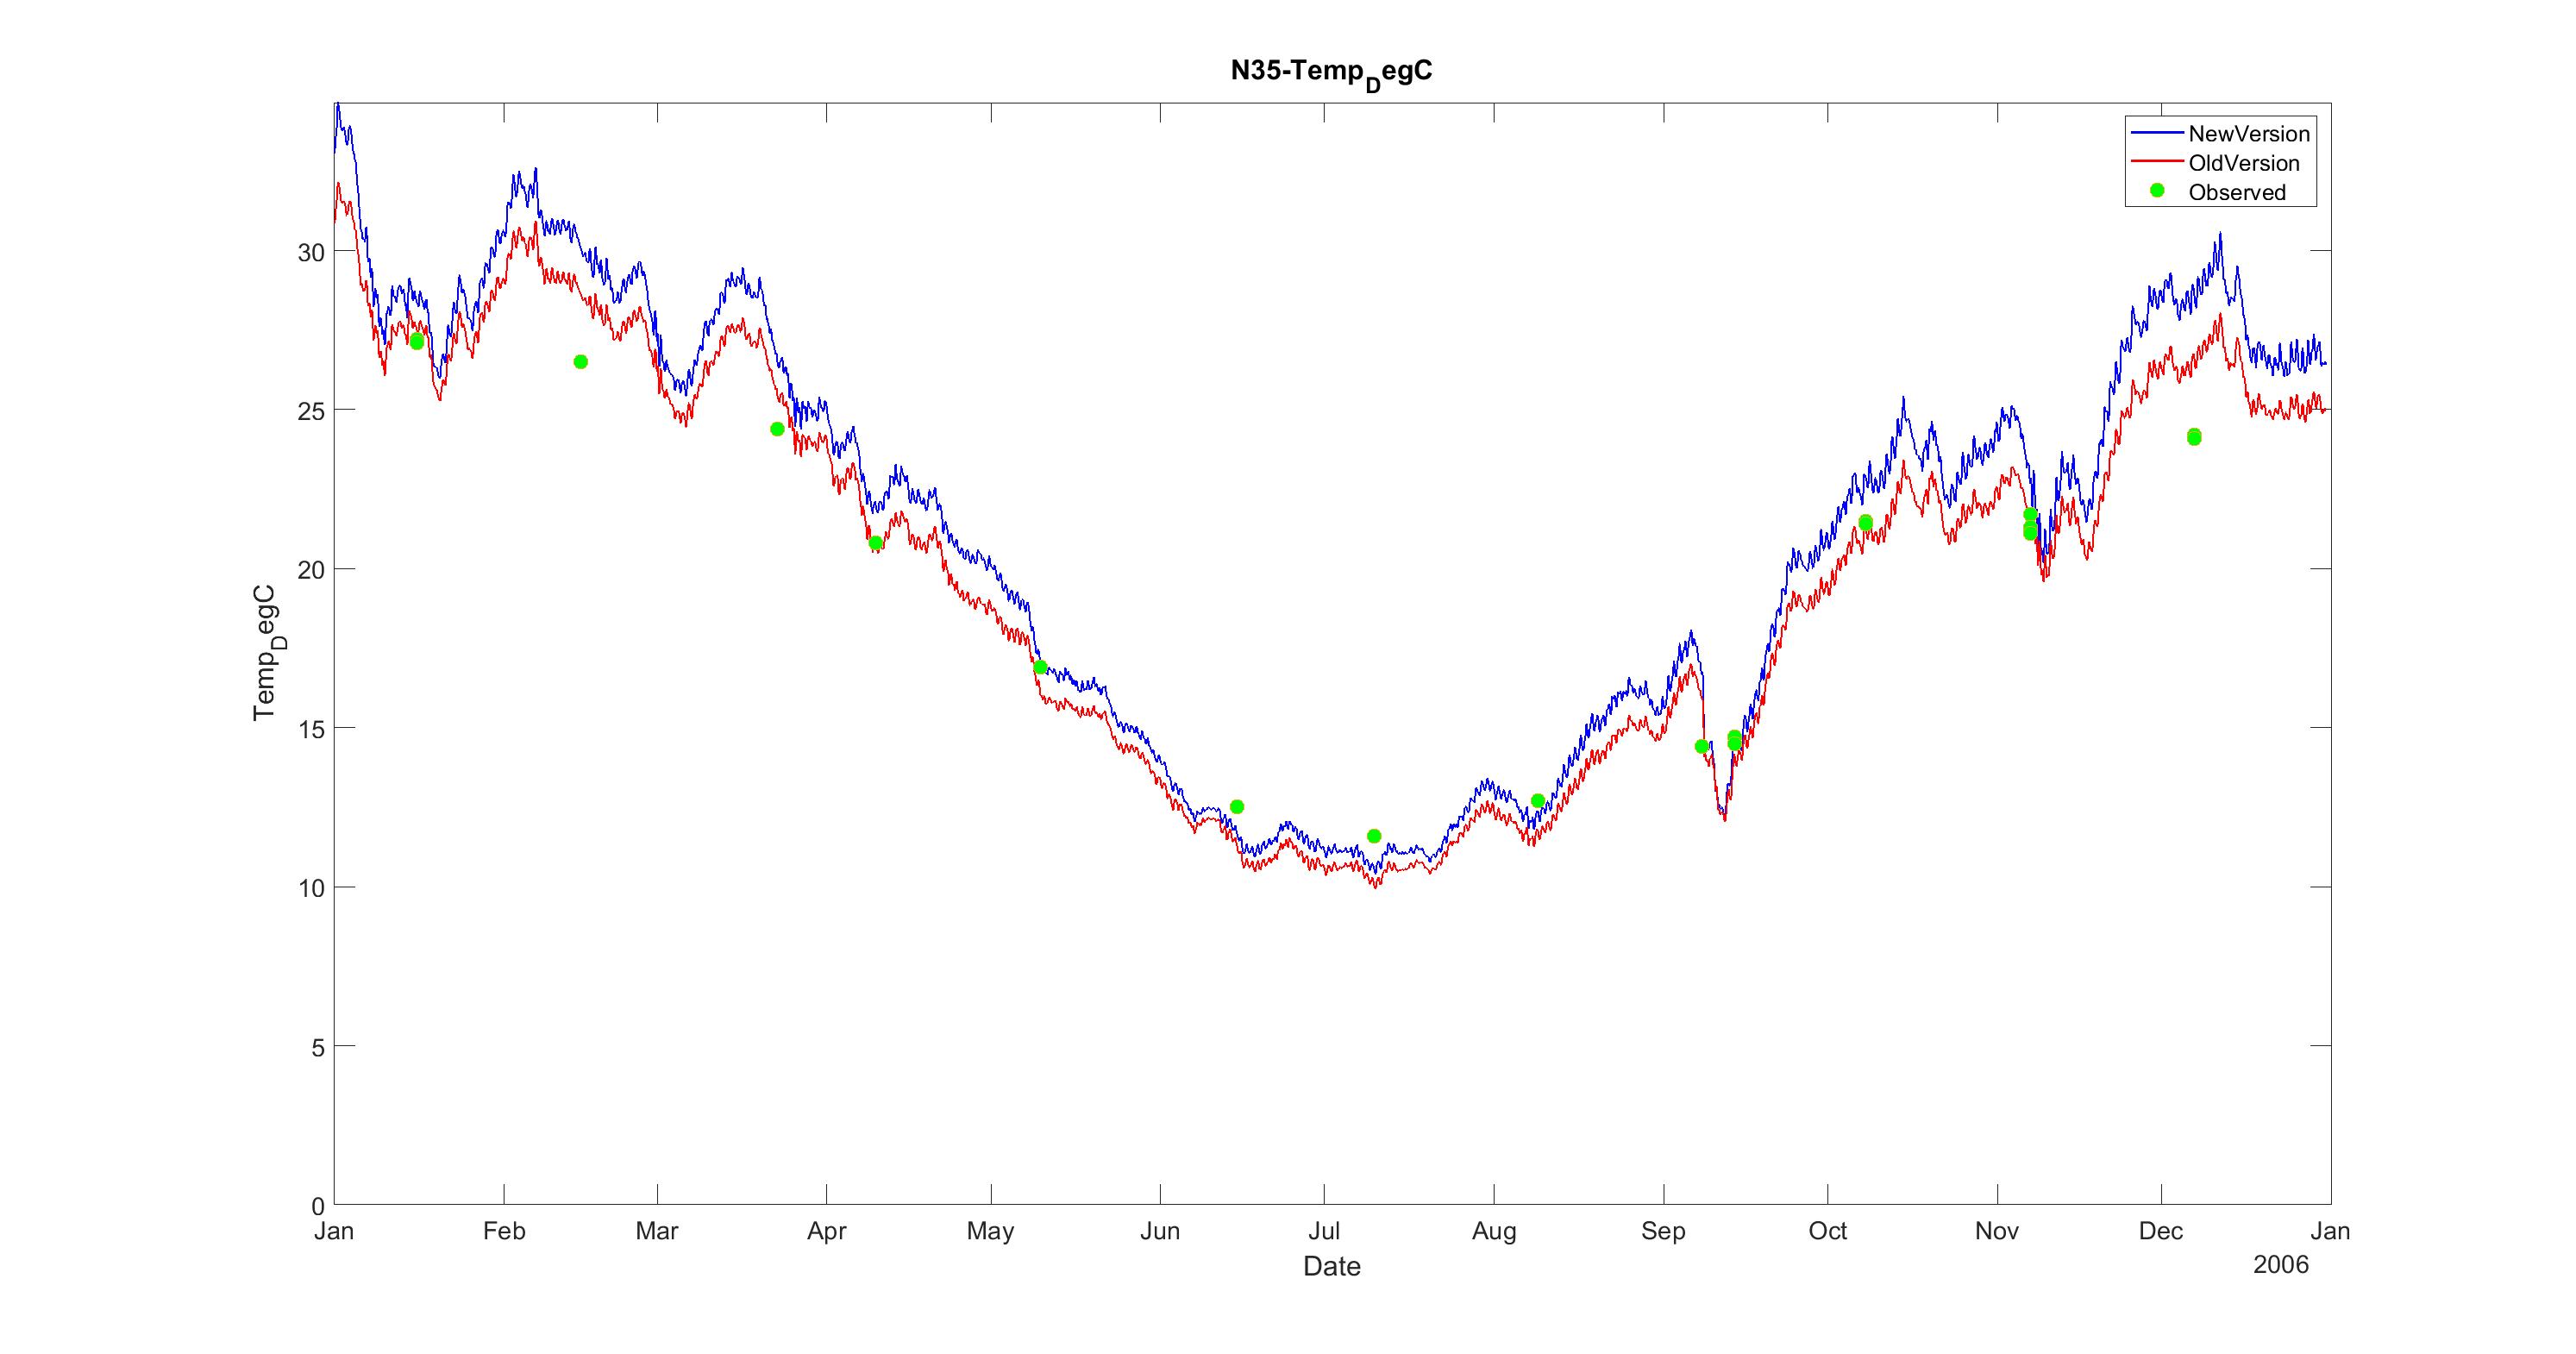 N35-Temp_DegC
NewVersion
OldVersion
Observed
30
25
20
15
10
5
0
Temp_DegC
Jan Feb Mar Apr May Jun Jul Aug Sep Oct Nov Dec Jan
Date
2006